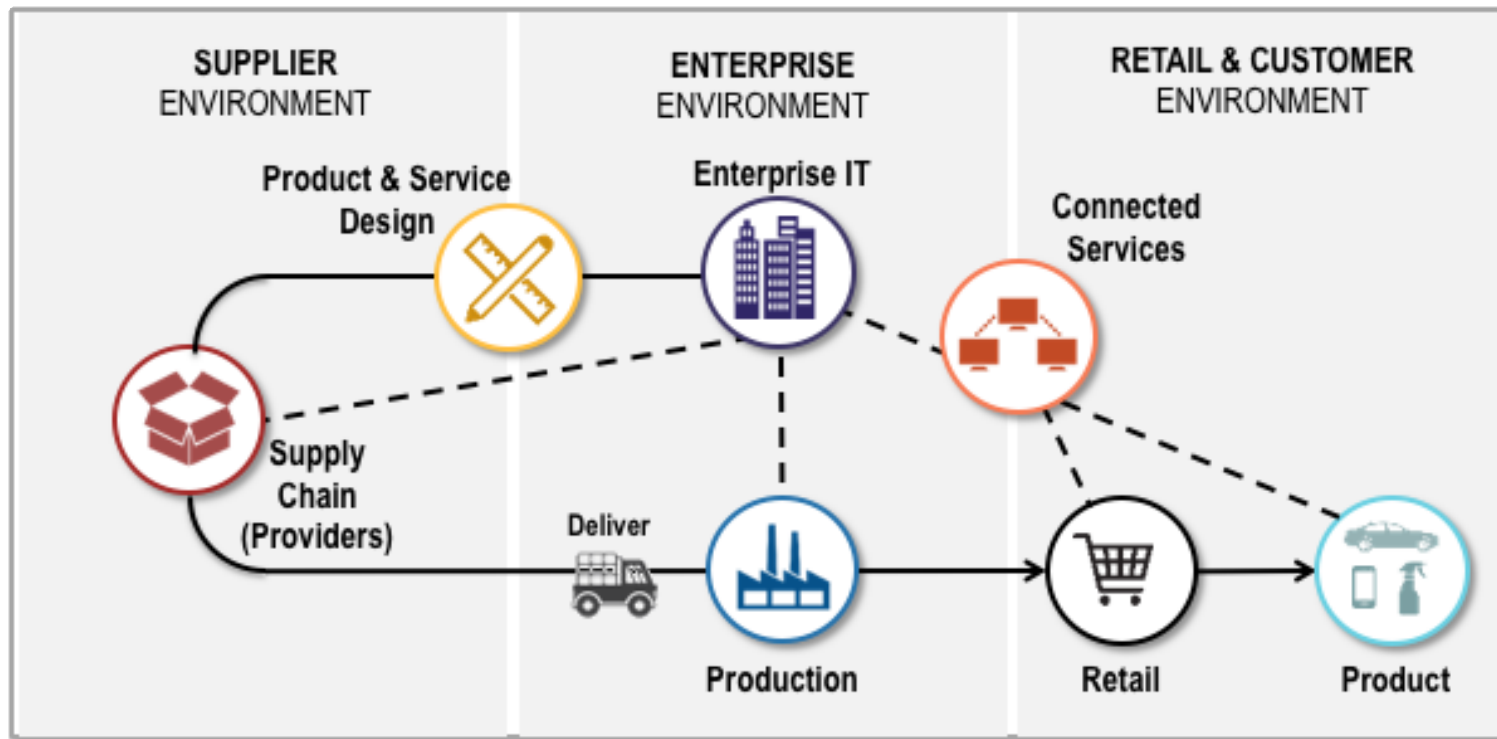 SUPPLIER
ENVIRONMENT
ENTERPRISE
ENVIRONMENT
RETAIL & CUSTOMER
ENVIRONMENT
Product & Service
Design
Enterprise IT
Connected
Services
Supply
Chain
(Providers)
Deliver
Production
Retail
Product